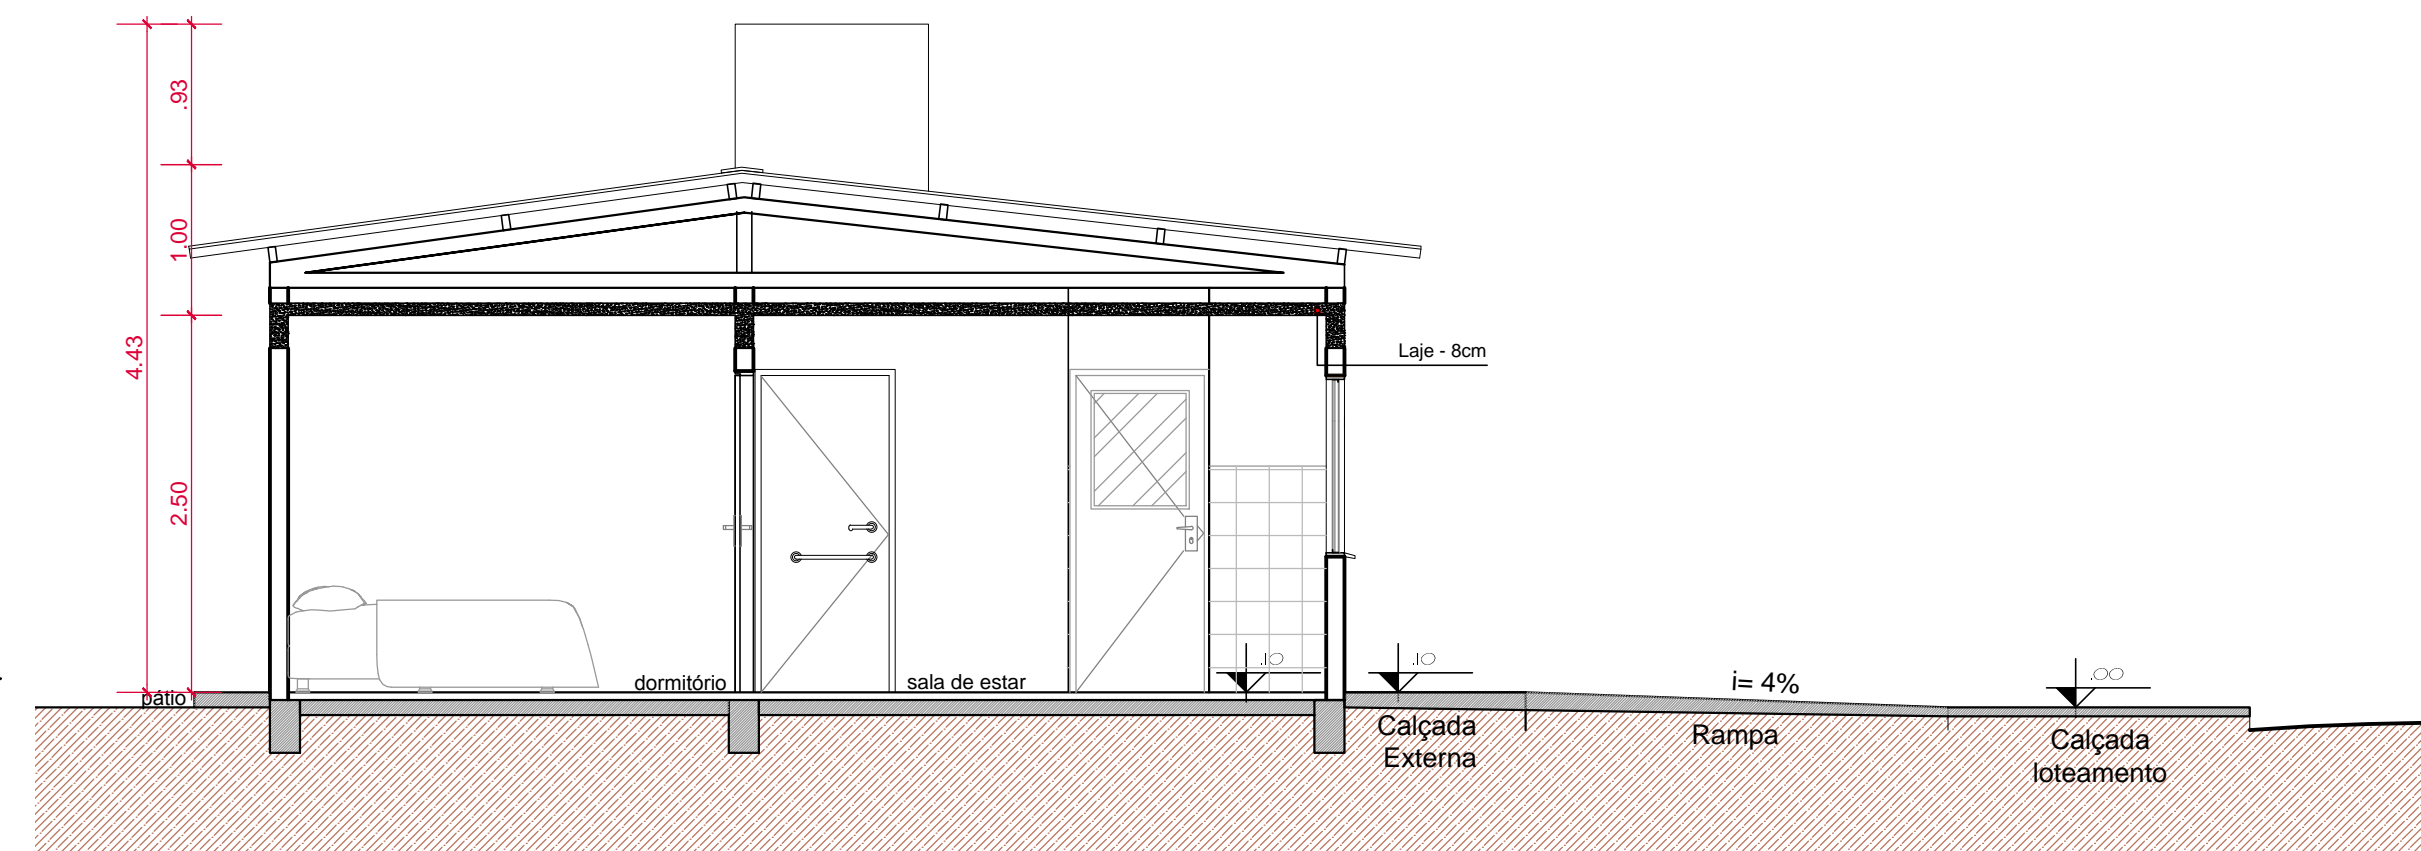 .93
1.00
4.43
2.50
Laje - 8cm
pátio
dormitório
sala de estar
.10
.10
i= 4%
.00
Calçada
Externa
Rampa
Calçada
loteamento